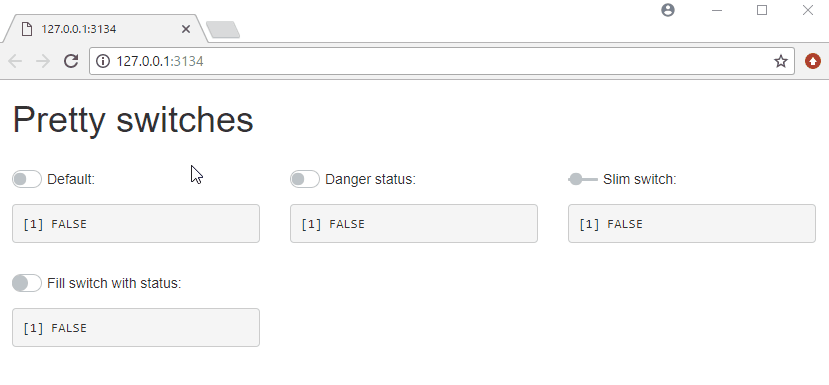 127.0.0.1:3134
127.0.0.1:3134
Pretty switches
Default:
Danger status:
Slim switch:
[1] FALSE
[1] FALSE
[1] FALSE
Fill switch with status:
[1] FALSE